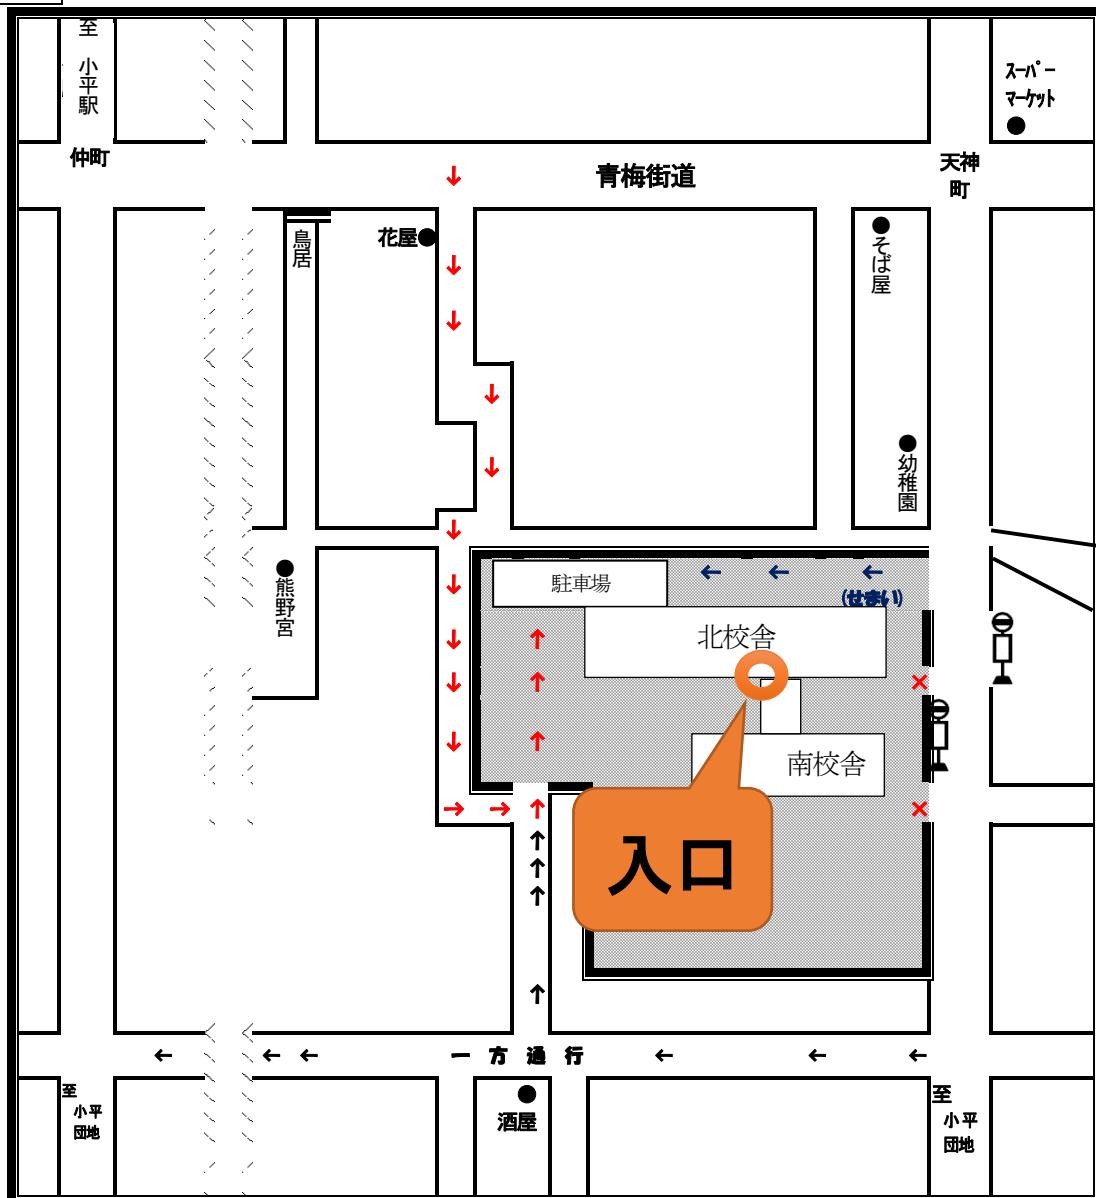 至 小平駅
スーパー
マーケット
仲町
青梅街道
天神
町
鳥居
花屋
そば屋
幼稚園
熊野宮
駐車場
(せまい)
北校舎
南校舎
入口
一方通行
至
小平
団地
酒屋
至
小平
団地